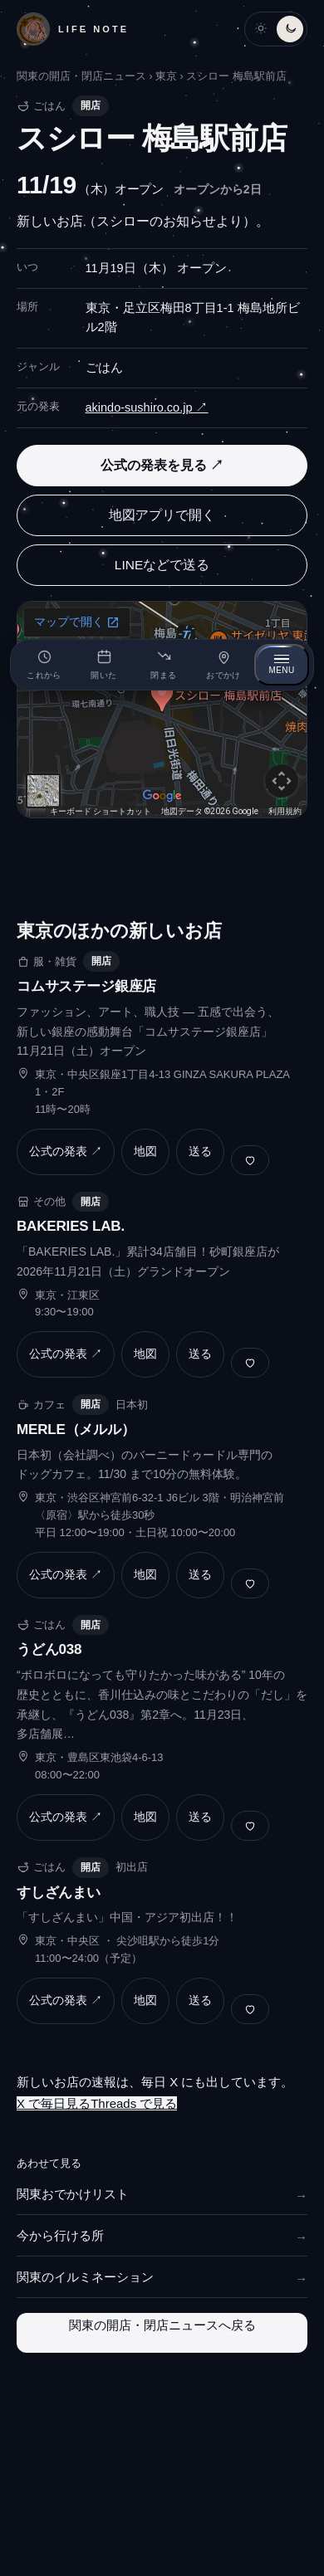 LIFE NOTE
関東の開店・閉店ニュース › 東京 › スシロー 梅島駅前店
ごはん 開店
スシロー 梅島駅前店
11/19（木）オープン オープンから2日
新しいお店（スシローのお知らせより）。
いつ 11月19日（木） オープン
場所 東京・足立区梅田8丁目1-1 梅島地所ビ
ル2階
ジャンル ごはん
元の発表 akindo-sushiro.co.jp ↗
公式の発表を見る ↗
地図アプリで開く
LINEなどで送る
マップで開く
1丁目
梅島
サイゼリヤ 東
これから 開いた 閉まる おでかけ MENU
環七南通り
スシロー 梅島駅前店
焼肉
旧日光街道
梅田通り
Google
キーボード ショートカット 地図データ ©2026 Google 利用規約
東京のほかの新しいお店
服・雑貨 開店
コムサステージ銀座店
ファッション、アート、職人技 — 五感で出会う、
新しい銀座の感動舞台「コムサステージ銀座店」
11月21日（土）オープン
東京・中央区銀座1丁目4-13 GINZA SAKURA PLAZA
1・2F
11時〜20時
公式の発表 ↗ 地図 送る
その他 開店
BAKERIES LAB.
「BAKERIES LAB.」累計34店舗目！砂町銀座店が
2026年11月21日（土）グランドオープン
東京・江東区
9:30〜19:00
公式の発表 ↗ 地図 送る
カフェ 開店 日本初
MERLE（メルル）
日本初（会社調べ）のバーニードゥードル専門の
ドッグカフェ。11/30 まで10分の無料体験。
東京・渋谷区神宮前6-32-1 J6ビル 3階・明治神宮前
〈原宿〉駅から徒歩30秒
平日 12:00〜19:00・土日祝 10:00〜20:00
公式の発表 ↗ 地図 送る
ごはん 開店
うどん038
“ボロボロになっても守りたかった味がある” 10年の
歴史とともに、香川仕込みの味とこだわりの「だし」を
承継し、『うどん038』第2章へ。11月23日、
多店舗展…
東京・豊島区東池袋4-6-13
08:00〜22:00
公式の発表 ↗ 地図 送る
ごはん 開店 初出店
すしざんまい
「すしざんまい」中国・アジア初出店！！
東京・中央区 ・ 尖沙咀駅から徒歩1分
11:00〜24:00（予定）
公式の発表 ↗ 地図 送る
新しいお店の速報は、毎日 X にも出しています。
X で毎日見るThreads で見る
あわせて見る
関東おでかけリスト →
今から行ける所 →
関東のイルミネーション →
関東の開店・閉店ニュースへ戻る